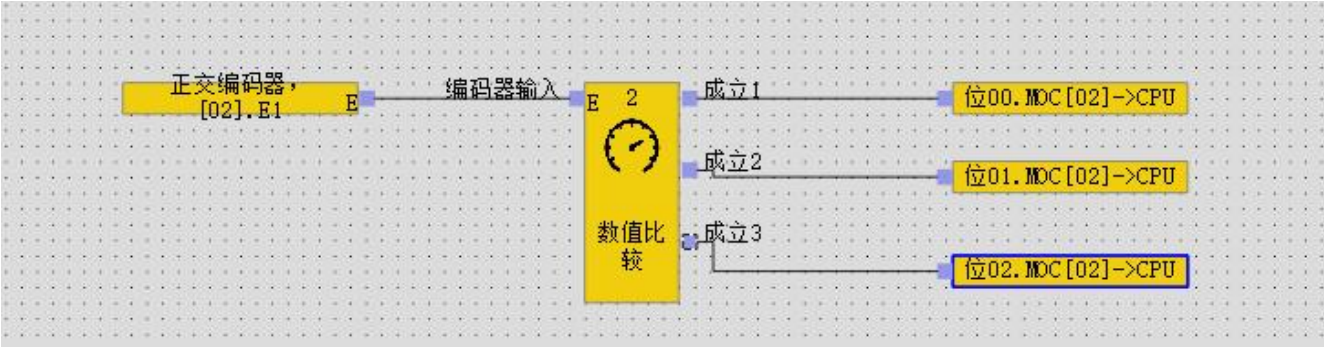 正交编码器，
[02].E1
E
编码器输入
E
2
数值比
较
成立1
位00.MOC[02]->CPU
成立2
位01.MOC[02]->CPU
成立3
位02.MOC[02]->CPU